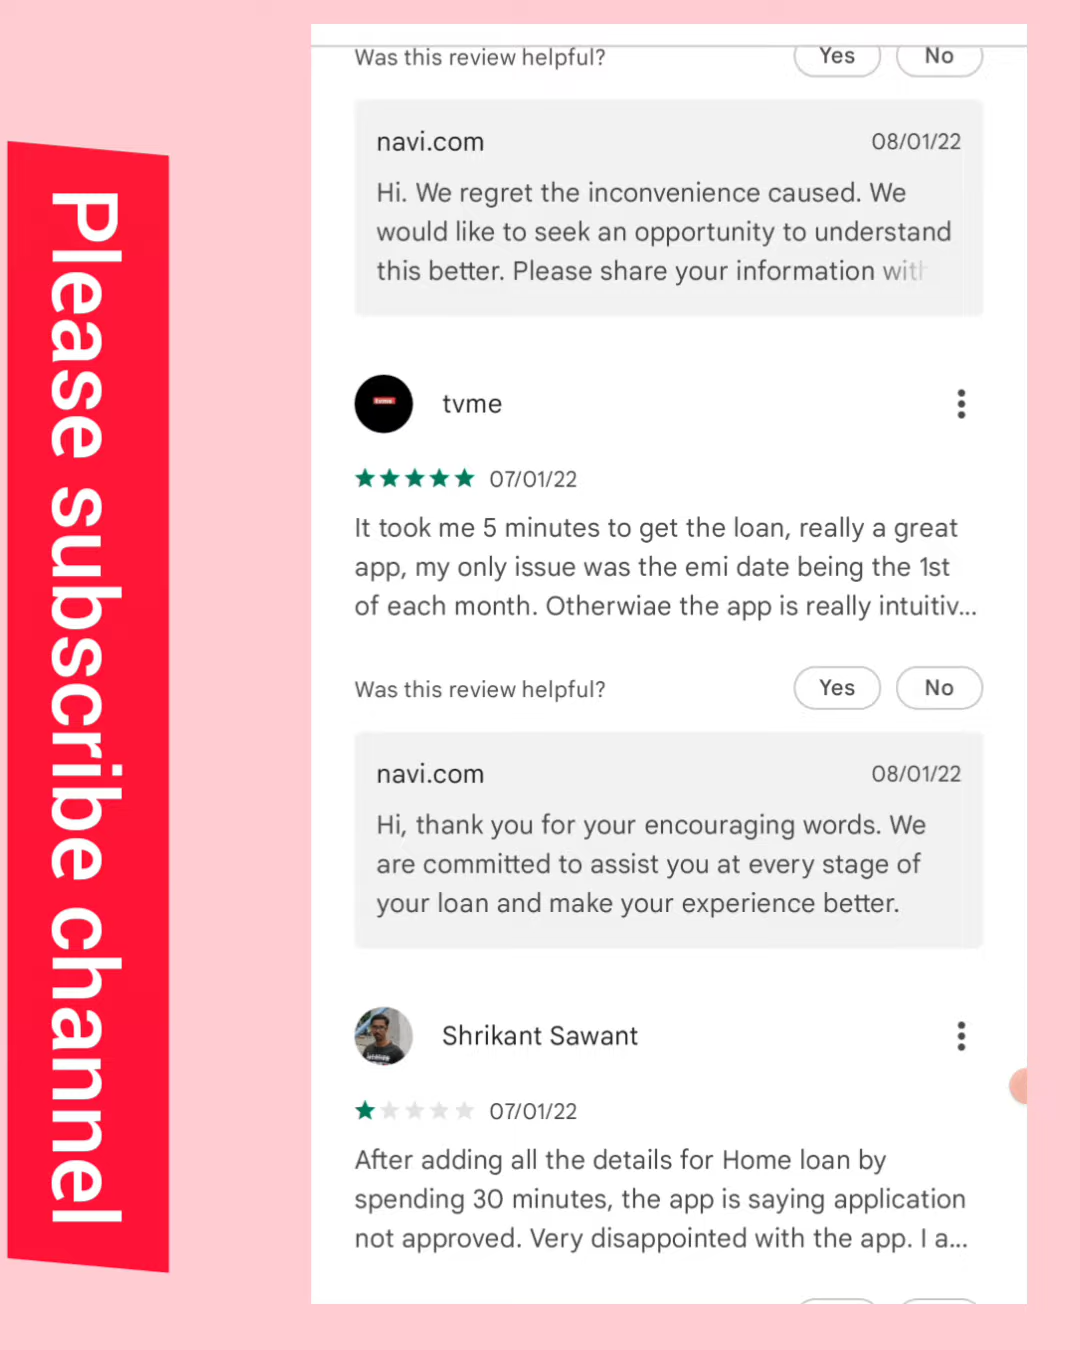 Please subscribe channel
Was this review helpful?
Yes
No
navi.com
08/01/22
Hi. We regret the inconvenience caused. We
would like to seek an opportunity to understand
this better. Please share your information with
tvme
07/01/22
It took me 5 minutes to get the loan, really a great
app, my only issue was the emi date being the 1st
of each month. Otherwiae the app is really intuitiv...
Was this review helpful?
Yes
No
navi.com
08/01/22
Hi, thank you for your encouraging words. We
are committed to assist you at every stage of
your loan and make your experience better.
Shrikant Sawant
07/01/22
After adding all the details for Home loan by
spending 30 minutes, the app is saying application
not approved. Very disappointed with the app. I a...